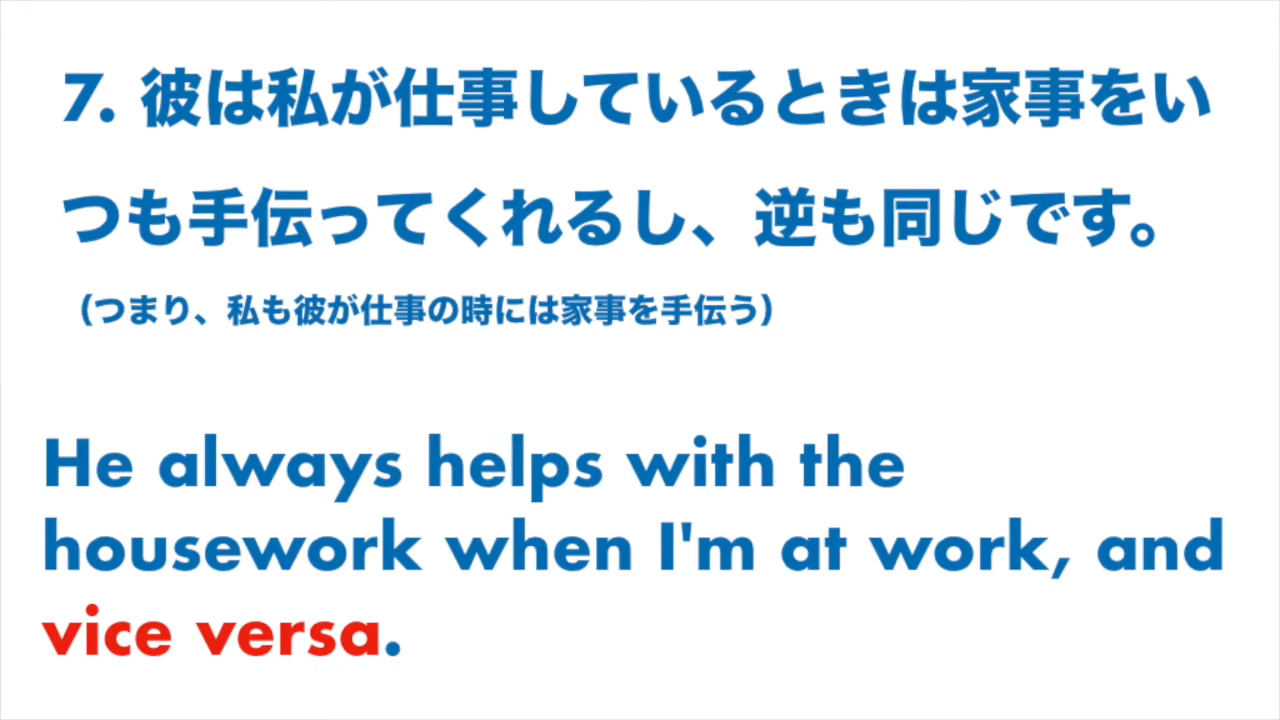 7. 彼は私が仕事しているときは家事をい
つも手伝ってくれるし、逆も同じです。
（つまり、私も彼が仕事の時には家事を手伝う）
He always helps with the
housework when I'm at work, and
vice versa.